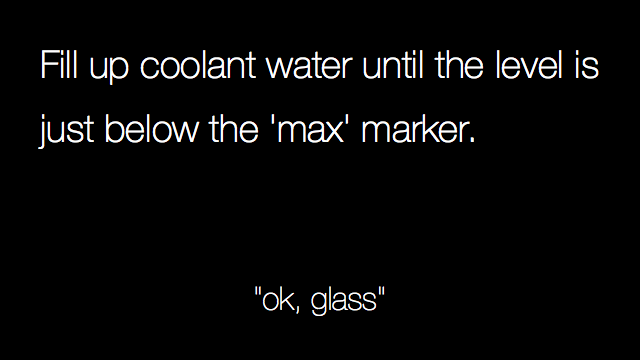 Fill up coolant water until the level is
just below the 'max' marker.
"ok, glass"